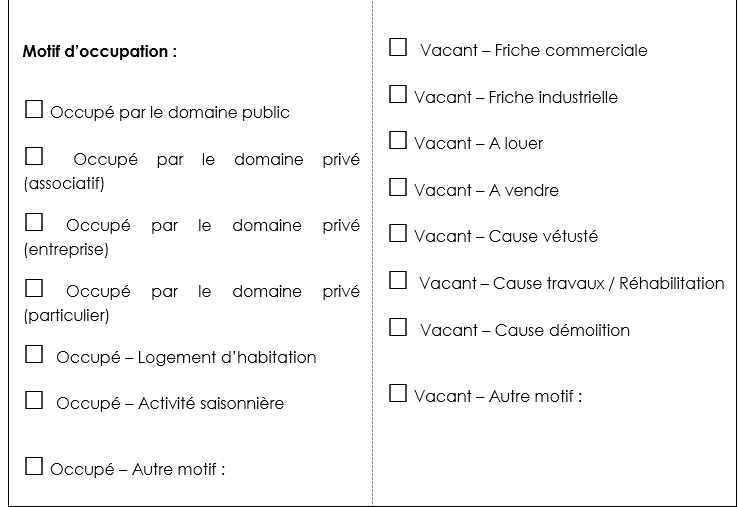 Motif d’occupation :
Occupé par le domaine public
Occupé par le domaine privé
(associatif)
Occupé par le domaine privé
(entreprise)
Occupé par le domaine privé
(particulier)
Occupé – Logement d’habitation
Occupé – Activité saisonnière
Occupé – Autre motif :
Vacant – Friche commerciale
Vacant – Friche industrielle
Vacant – A louer
Vacant – A vendre
Vacant – Cause vétusté
Vacant – Cause travaux / Réhabilitation
Vacant – Cause démolition
Vacant – Autre motif :